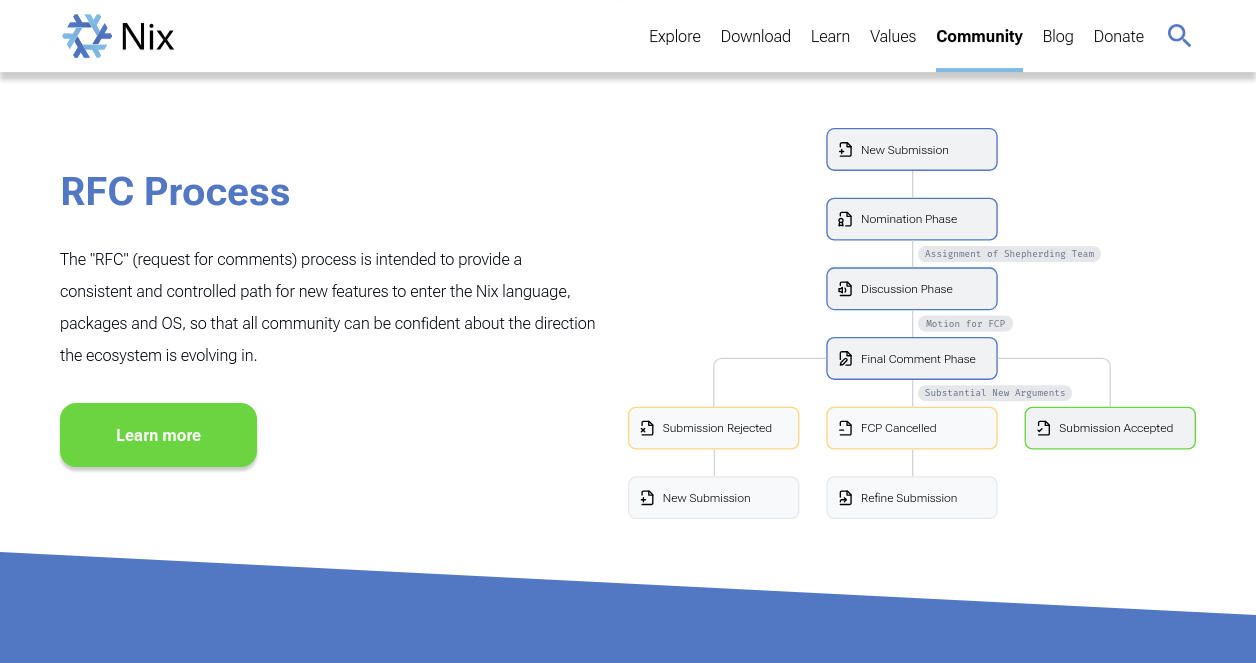 Nix
Explore Download Learn Values Community Blog Donate
RFC Process
The "RFC" (request for comments) process is intended to provide a
consistent and controlled path for new features to enter the Nix language,
packages and OS, so that all community can be confident about the direction
the ecosystem is evolving in.
Learn more
New Submission
Nomination Phase
Assignment of Shepherding Team
Discussion Phase
Motion for FCP
Final Comment Phase
Substantial New Arguments
Submission Rejected
FCP Cancelled
Submission Accepted
New Submission
Refine Submission